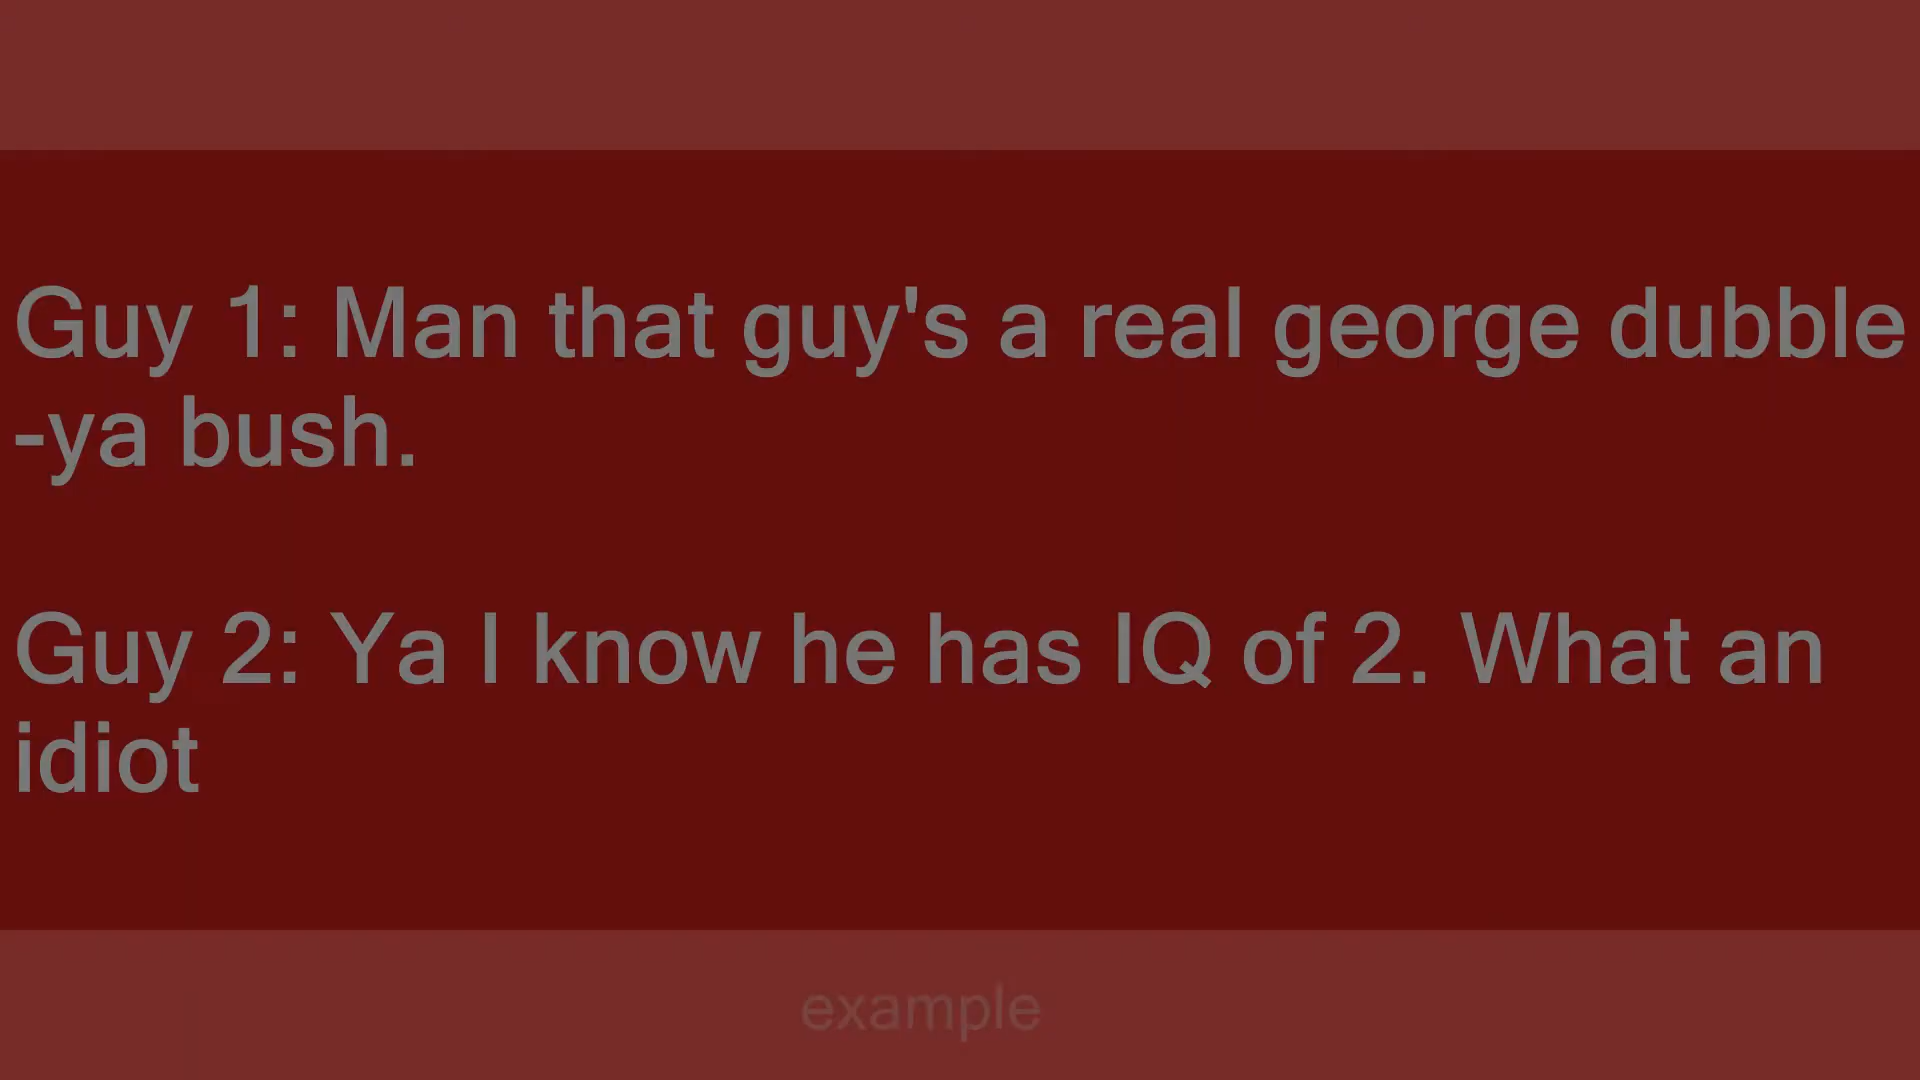 Guy 1: Man that guy's a real george dubble
-ya bush.
Guy 2: Ya I know he has IQ of 2. What an
idiot
example